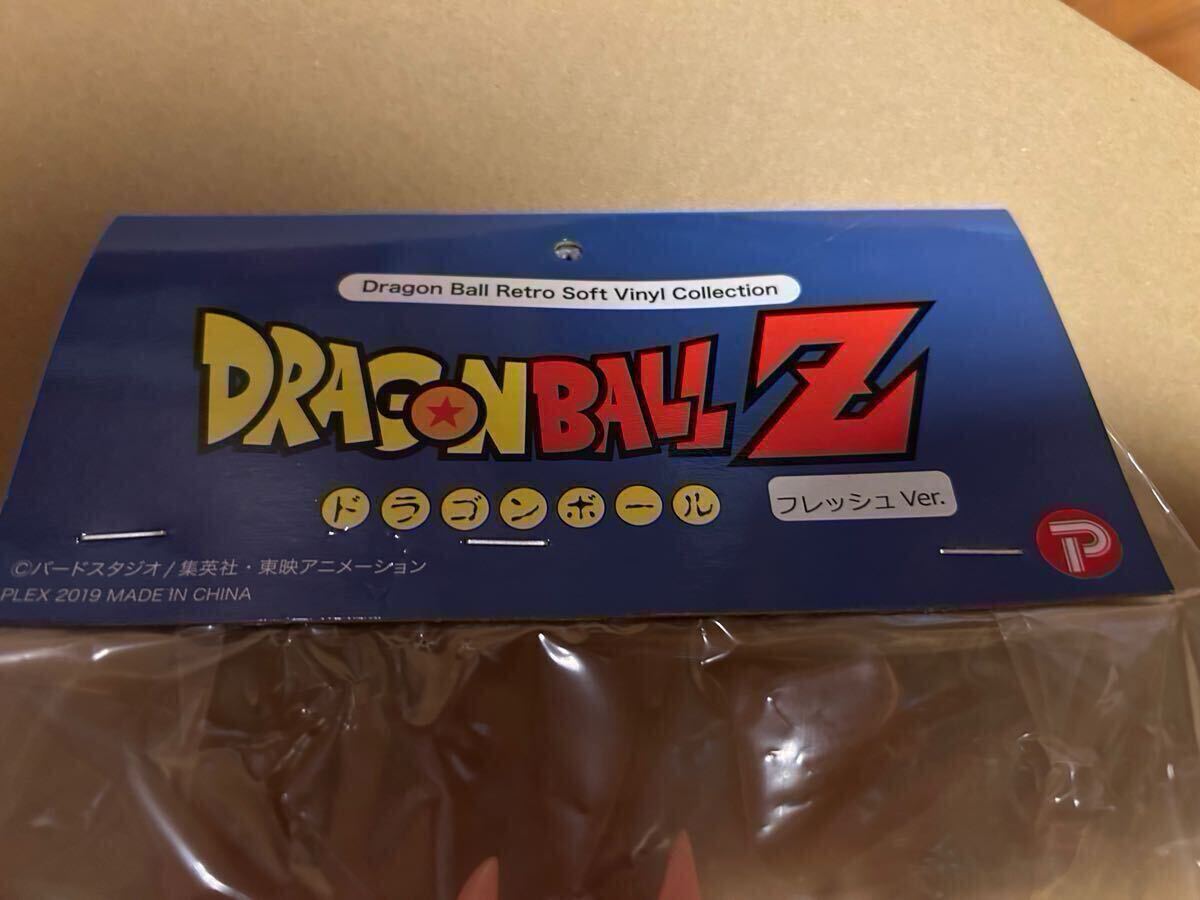 Dragon Ball Retro Soft Vinyl Collection
DRAGONBALL Z
ドラゴンボール
フレッシュ Ver.
P
©バードスタジオ / 集英社・東映アニメーション
PLEX 2019 MADE IN CHINA